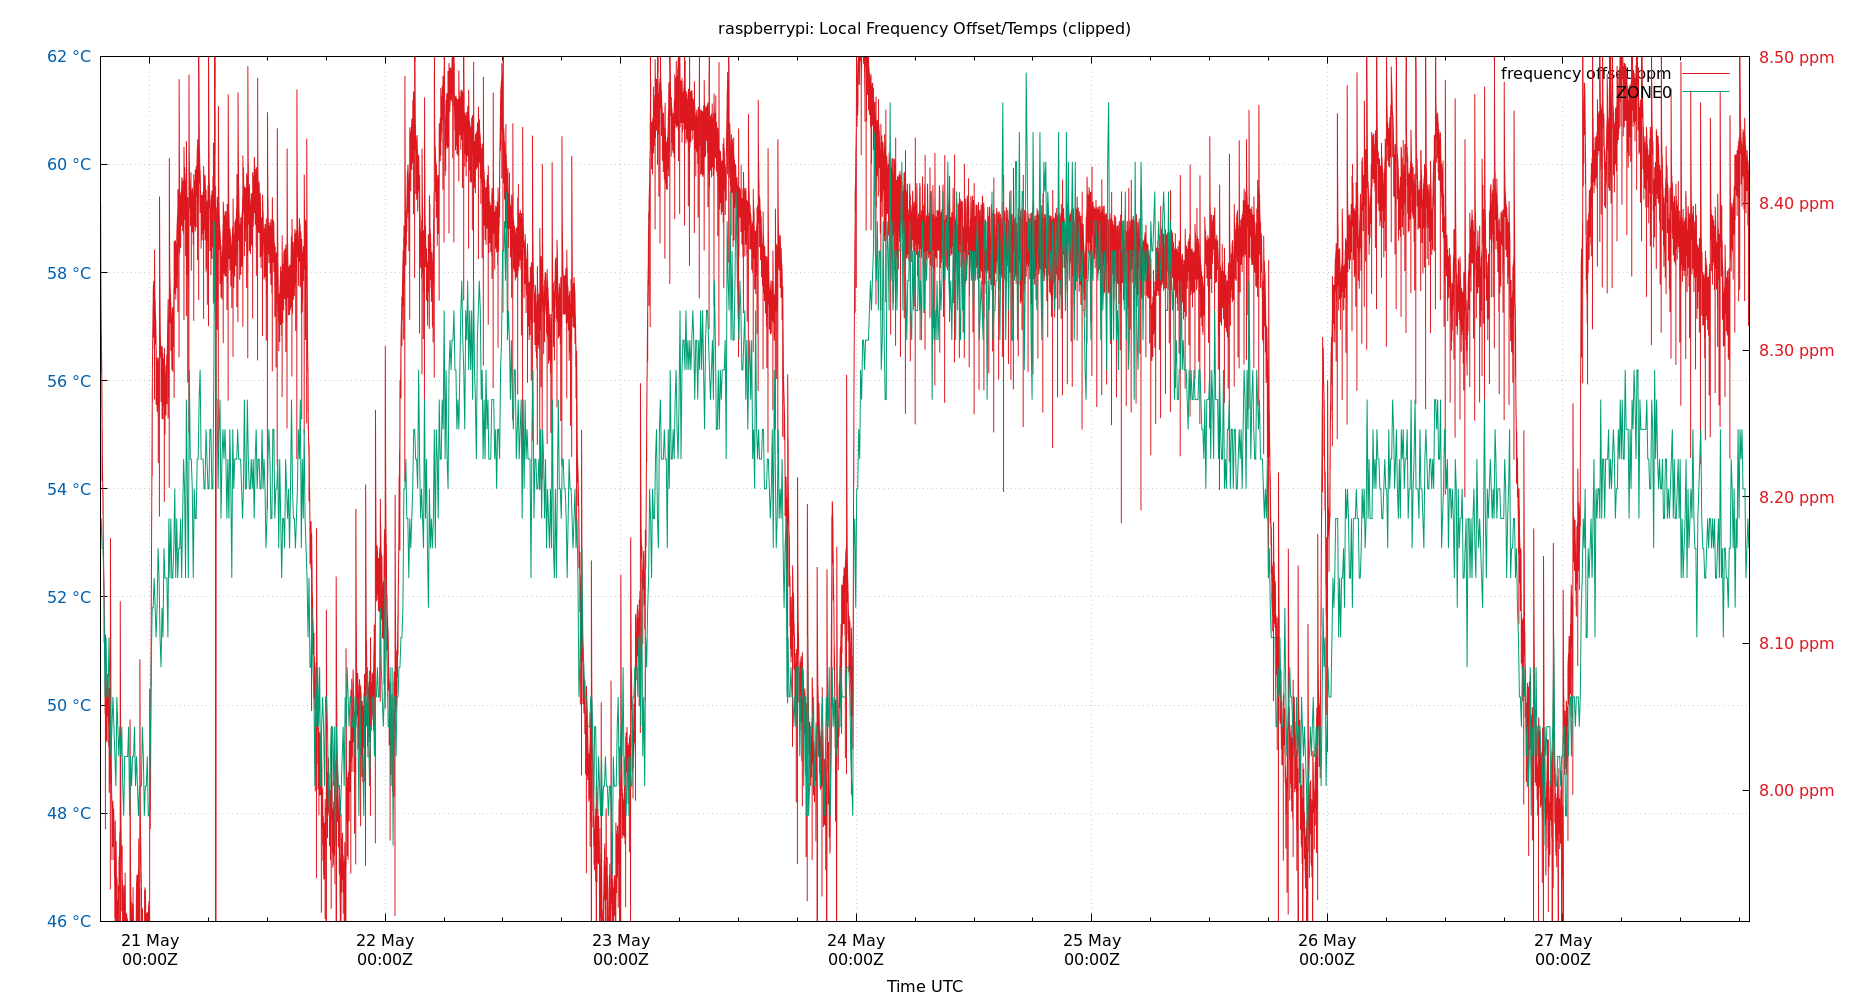 raspberrypi: Local Frequency Offset/Temps (clipped)
62 °C
60 °C
58 °C
56 °C
54 °C
52 °C
50 °C
48 °C
46 °C
8.50 ppm
8.40 ppm
8.30 ppm
8.20 ppm
8.10 ppm
8.00 ppm
frequency offset ppm
ZONE0
21 May
00:00Z
22 May
00:00Z
23 May
00:00Z
24 May
00:00Z
25 May
00:00Z
26 May
00:00Z
27 May
00:00Z
Time UTC